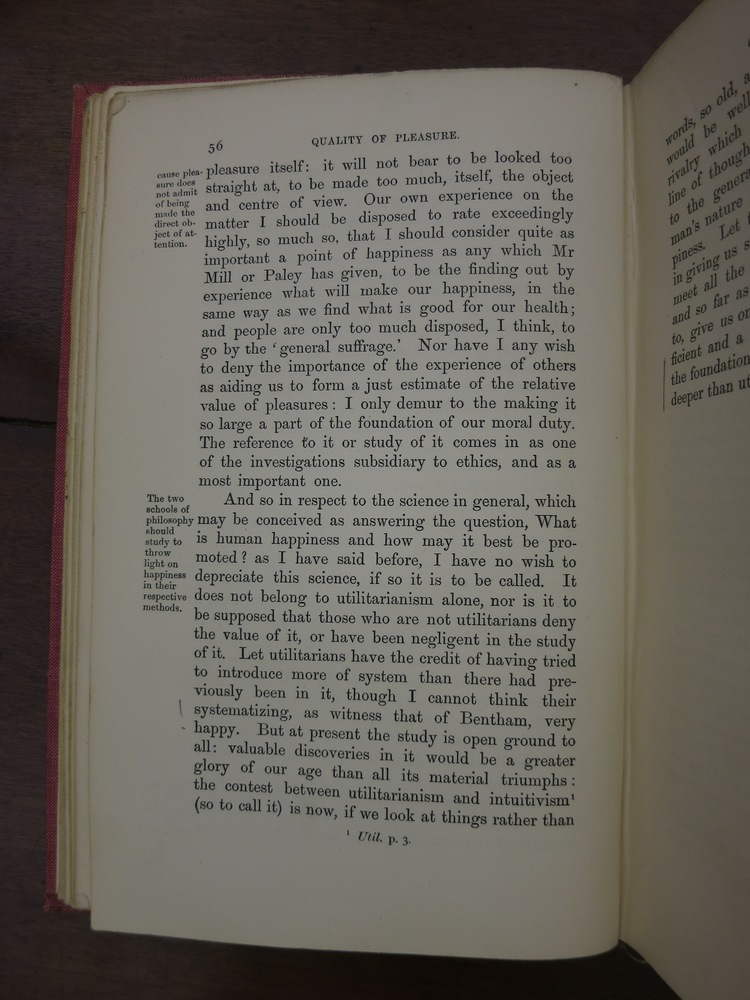 56
QUALITY OF PLEASURE.
cause plea-
sure does
not admit
of being
made the
direct ob-
ject of at-
tention.
pleasure itself: it will not bear to be looked too
straight at, to be made too much, itself, the object
and centre of view. Our own experience on the
matter I should be disposed to rate exceedingly
highly, so much so, that I should consider quite as
important a point of happiness as any which Mr
Mill or Paley has given, to be the finding out by
experience what will make our happiness, in the
same way as we find what is good for our health;
and people are only too much disposed, I think, to
go by the ‘general suffrage.’ Nor have I any wish
to deny the importance of the experience of others
as aiding us to form a just estimate of the relative
value of pleasures: I only demur to the making it
so large a part of the foundation of our moral duty.
The reference to it or study of it comes in as one
of the investigations subsidiary to ethics, and as a
most important one.
The two
schools of
philosophy
should
study to
throw
light on
happiness
in their
respective
methods.
And so in respect to the science in general, which
may be conceived as answering the question, What
is human happiness and how may it best be pro-
moted? as I have said before, I have no wish to
depreciate this science, if so it is to be called. It
does not belong to utilitarianism alone, nor is it to
be supposed that those who are not utilitarians deny
the value of it, or have been negligent in the study
of it. Let utilitarians have the credit of having tried
to introduce more of system than there had pre-
viously been in it, though I cannot think their
systematizing, as witness that of Bentham, very
happy. But at present the study is open ground to
all: valuable discoveries in it would be a greater
glory of our age than all its material triumphs:
the contest between utilitarianism and intuitivism¹
(so to call it) is now, if we look at things rather than
¹ Util. p. 3.
words, so old, a
would be well
rivalry which
line of though
to the genera
man's nature
piness. Let t
in giving us s
meet all the
and so far as
to, give us on
ficient and a
the foundation
deeper than ut